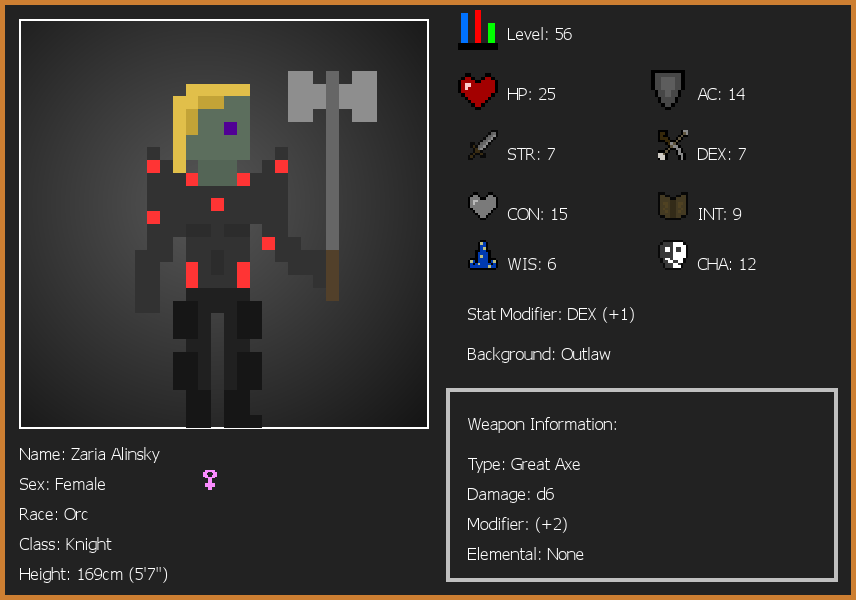 Level: 56
HP: 25
AC: 14
STR: 7
DEX: 7
CON: 15
INT: 9
WIS: 6
CHA: 12
Stat Modifier: DEX (+1)
Background: Outlaw
Weapon Information:
Type: Great Axe
Damage: d6
Modifier: (+2)
Elemental: None
Name: Zaria Alinsky
Sex: Female
Race: Orc
Class: Knight
Height: 169cm (5'7")